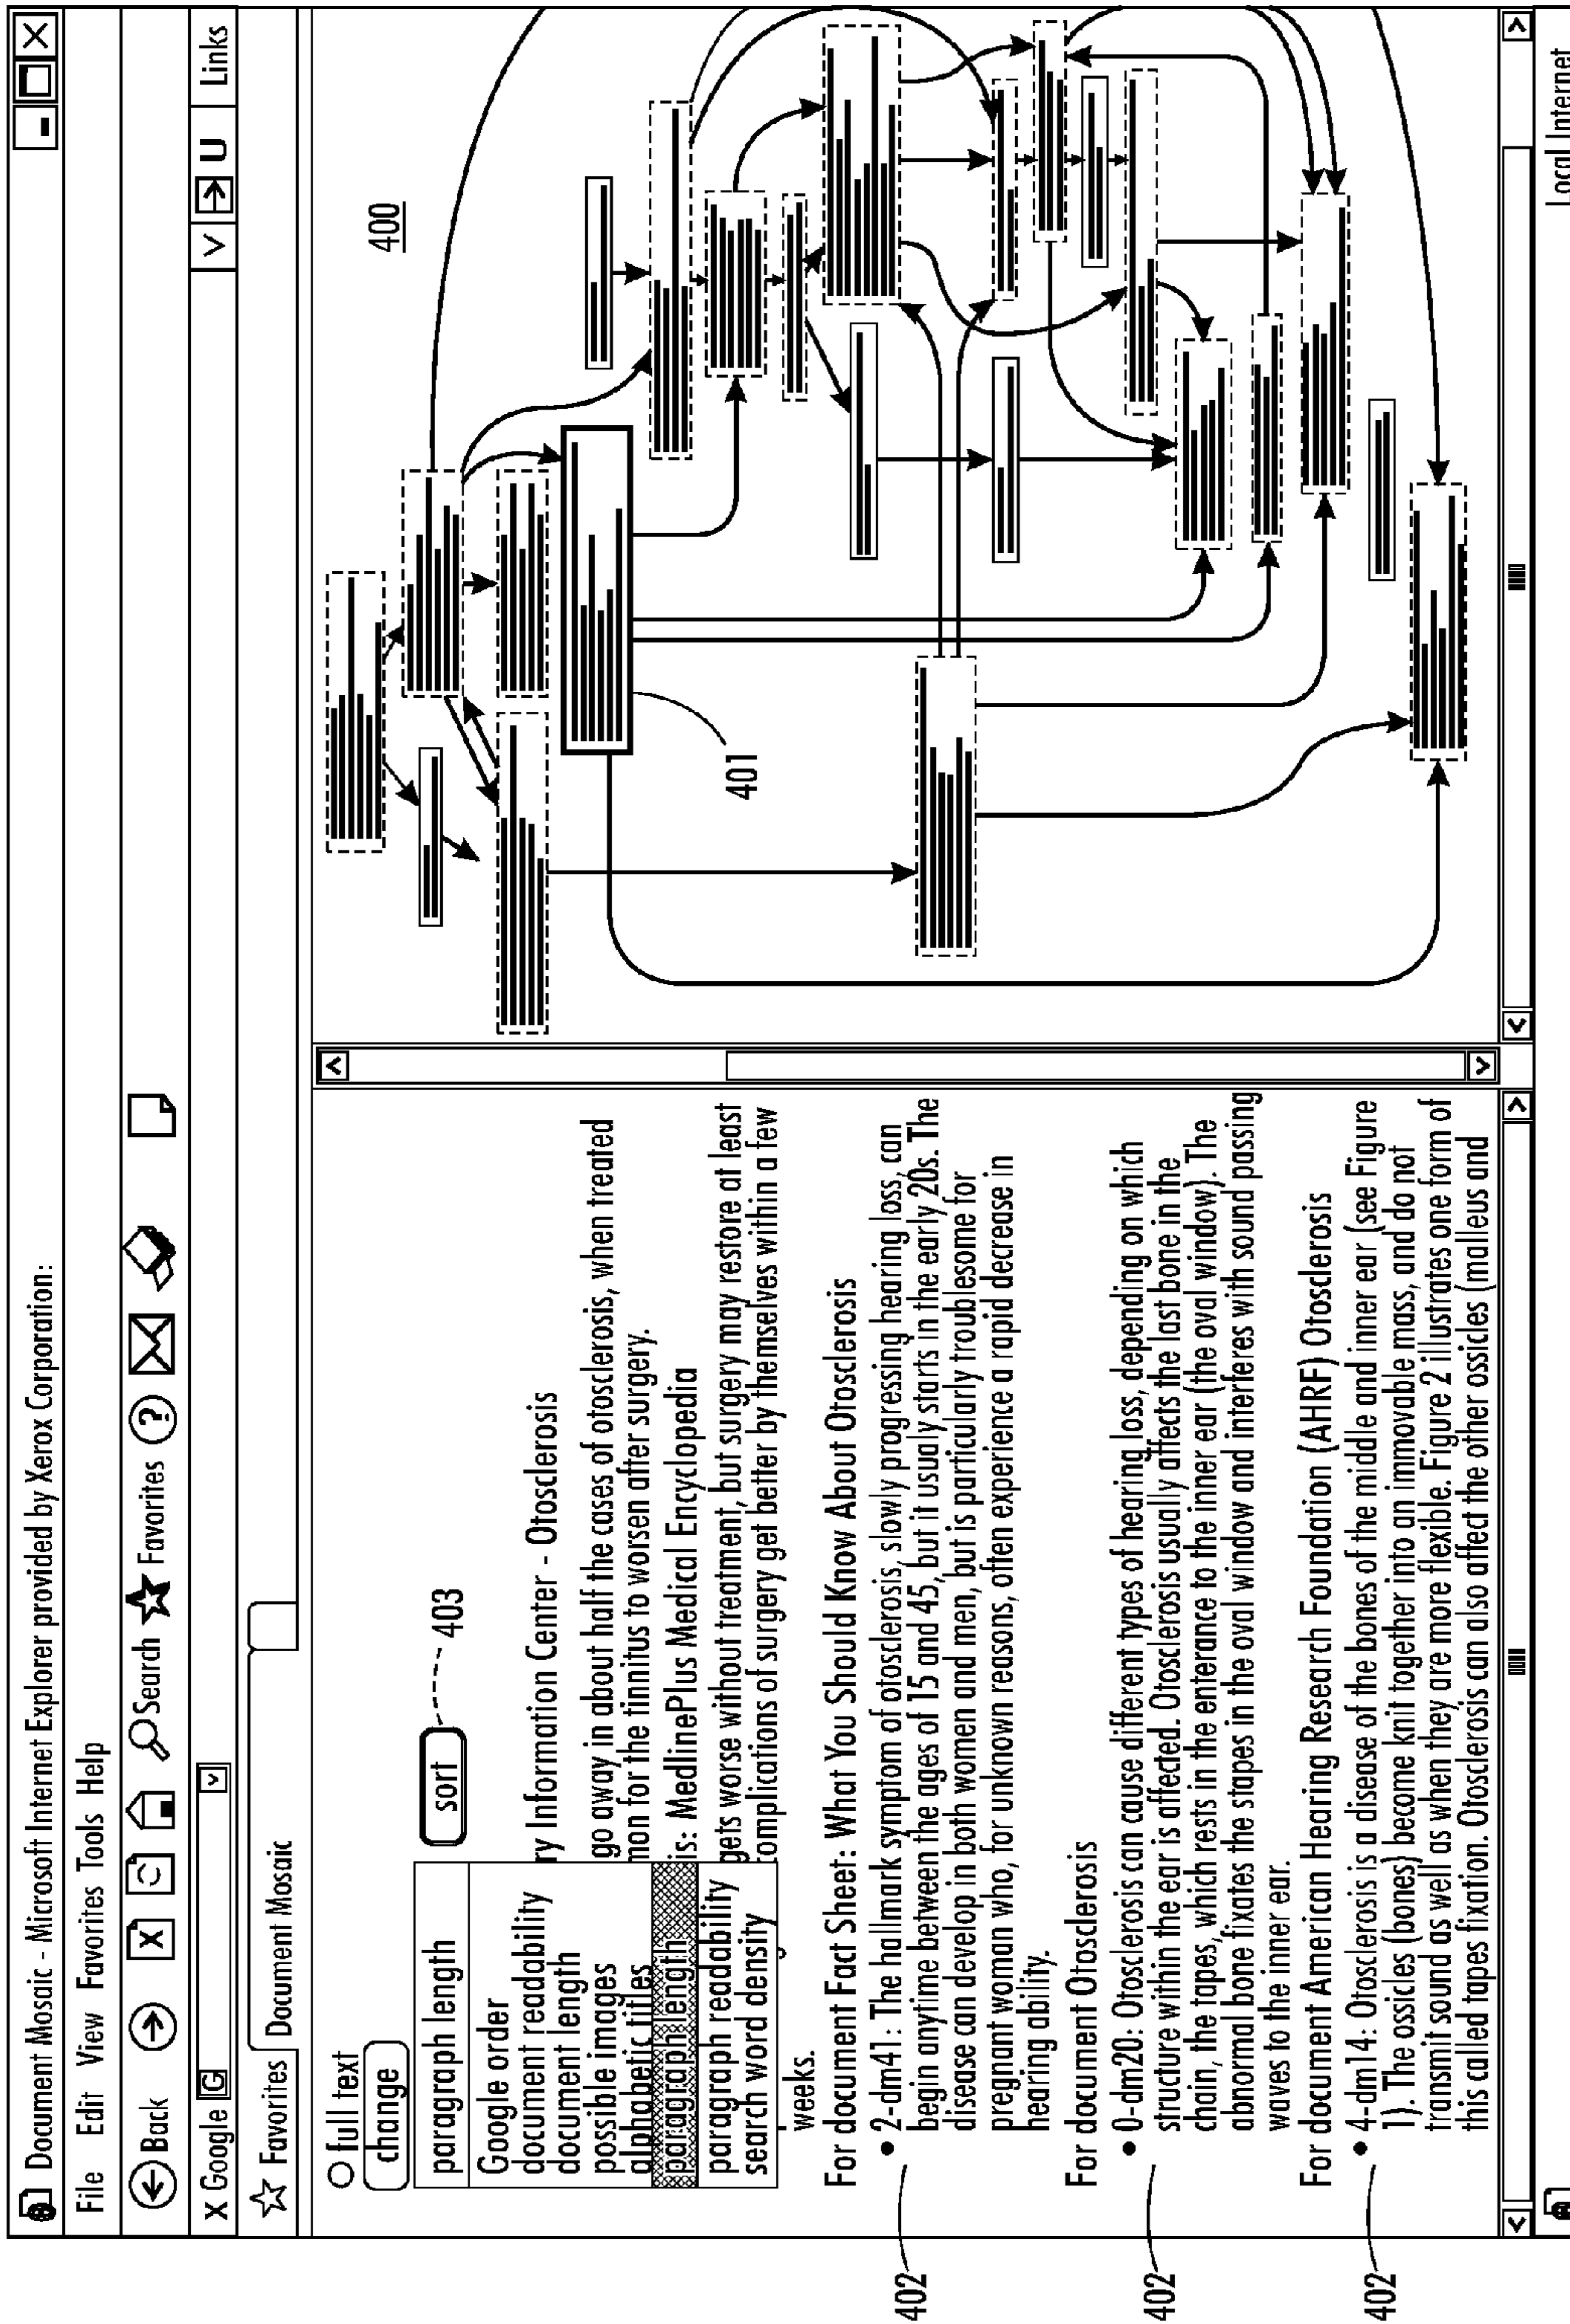 Document Mosaic - Microsoft Internet Explorer provided by Xerox Corporation:
File Edit View Favorites Tools Help
Back Search Favorites
X Google G U Links
Favorites Document Mosaic
full text
change
sort
403
paragraph length
Google order
document readability
document length
possible images
alphabetic titles
paragraph length
paragraph readability
search word density
ry Information Center - Otosclerosis
go away in about half the cases of otosclerosis, when treated
mon for the tinnitus to worsen after surgery.
is: MedlinePlus Medical Encyclopedia
gets worse without treatment, but surgery may restore at least
omplications of surgery get better by themselves within a few
weeks.
For document Fact Sheet: What You Should Know About Otosclerosis
402
• 2-dm41: The hallmark symptom of otosclerosis, slowly progressing hearing loss, can
begin anytime between the ages of 15 and 45, but it usualy starts in the early 20s. The
disease can develop in both women and men, but is particularly troublesome for
pregnant woman who, for unknown reasons, often experience a rapid decrease in
hearing ability.
For document Otosclerosis
402
• 0-dm20: Otosclerosis can cause different types of hearing loss, depending on which
structure within the ear is affected. Otosclerosis usually affects the last bone in the
chain, the tapes, which rests in the enterance to the inner ear (the oval window). The
abnormal bone fixates the stapes in the oval window and interferes with sound passing
waves to the inner ear.
For document American Hearing Research Foundation (AHRF) Otosclerosis
402
• 4-dm14: Otosclerosis is a disease of the bones of the middle and inner ear (see Figure
1). The ossicles (bones) become knit together into an immovable mass, and do not
transmit sound as well as when they are more flexible. Figure 2 illustrates one form of
this called tapes fixation. Otosclerosis can also affect the other ossicles (malleus and
400
401
Local Internet